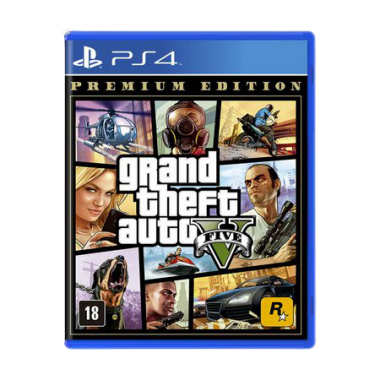 PS4
PREMIUM EDITION
grand
theft
auto
V
FIVE
18
R